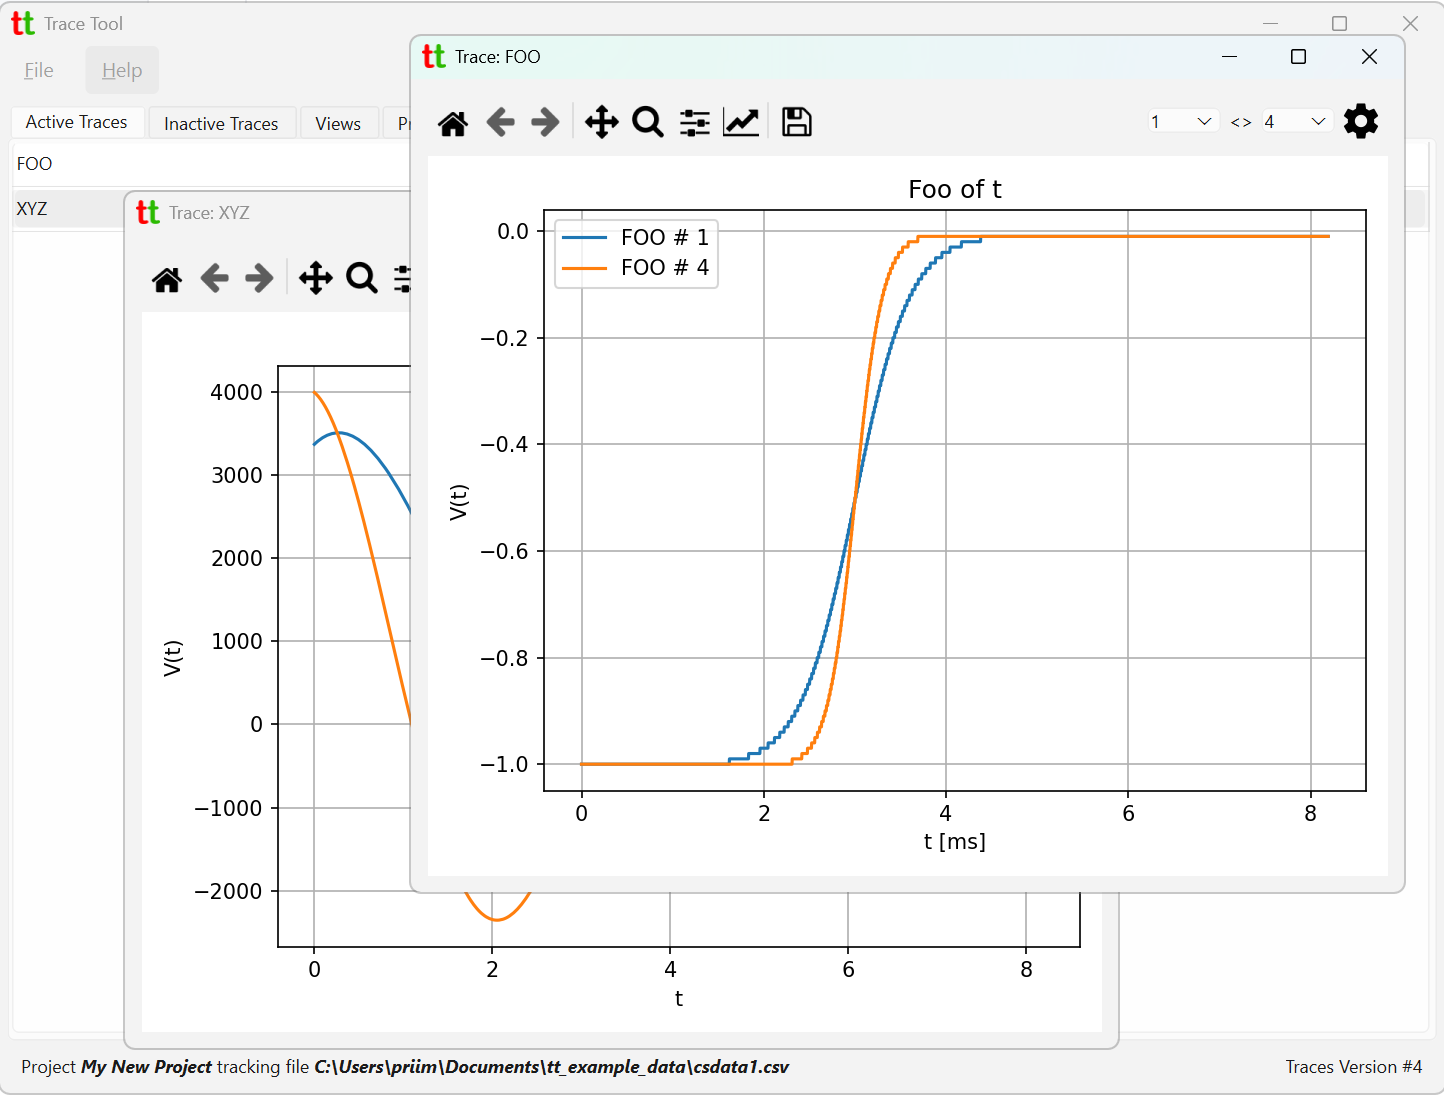 tt Trace Tool
File Help
Active Traces Inactive Traces Views
FOO
XYZ
tt Trace: XYZ
4000
3000
2000
1000
0
−1000
−2000
V(t)
0 2 4 6 8
t
tt Trace: FOO
1 <> 4
Foo of t
FOO # 1
FOO # 4
0.0
−0.2
−0.4
−0.6
−0.8
−1.0
V(t)
0 2 4 6 8
t [ms]
Project My New Project tracking file C:\Users\priim\Documents\tt_example_data\csdata1.csv
Traces Version #4